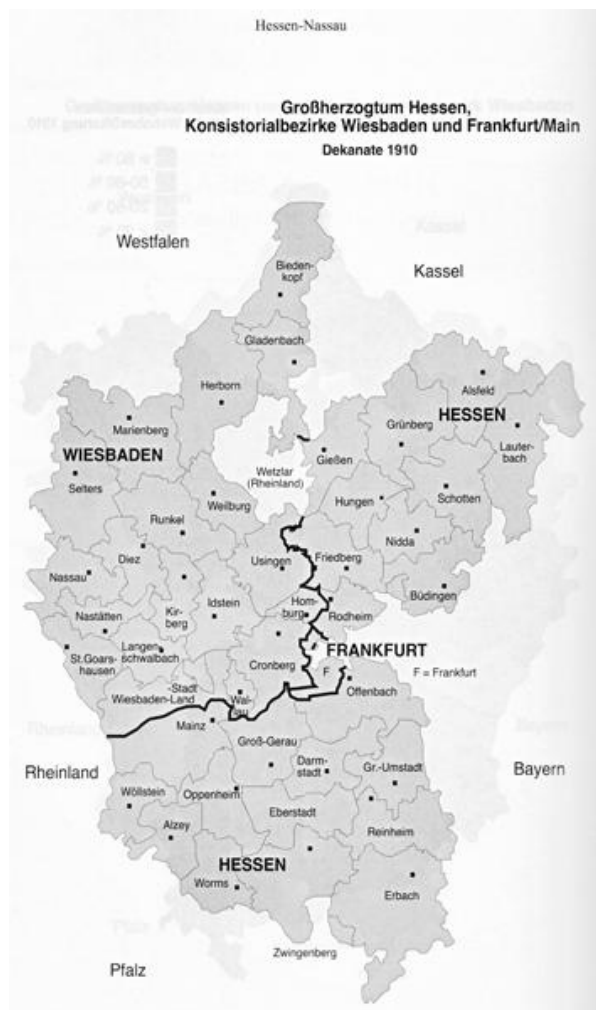 Hessen-Nassau
Großherzogtum Hessen,
Konsistorialbezirke Wiesbaden und Frankfurt/Main
Dekanate 1910
Westfalen
Kassel
Bieden-
kopf
Gladenbach
Herborn
Alsfeld
Marienberg
Grünberg
HESSEN
WIESBADEN
Gießen
Lauter-
bach
Wetzlar
(Rheinland)
Selters
Weilburg
Hungen
Schotten
Runkel
Nidda
Diez
Usingen
Friedberg
Nassau
Büdingen
Nastätten
Kir-
berg
Idstein
Hom-
burg
Rodheim
St.Goars-
hausen
Langen-
schwalbach
Cronberg
FRANKFURT
F
F = Frankfurt
-Stadt
Wiesbaden-Land
Wal-
lau
Offenbach
Mainz
Groß-Gerau
Rheinland
Darm-
stadt
Gr.-Umstadt
Bayern
Wöllstein
Oppenheim
Eberstadt
Alzey
Reinheim
HESSEN
Worms
Erbach
Zwingenberg
Pfalz